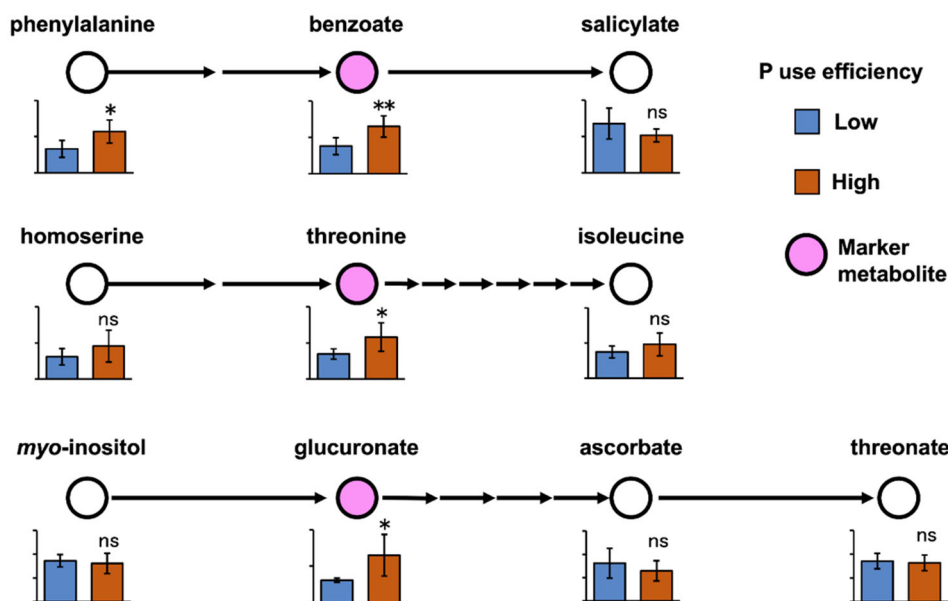 phenylalanine benzoate salicylate
P use efficiency
* ** ns
Low
High
homoserine threonine isoleucine
Marker
metabolite
ns * ns
myo-inositol glucuronate ascorbate threonate
ns * ns ns